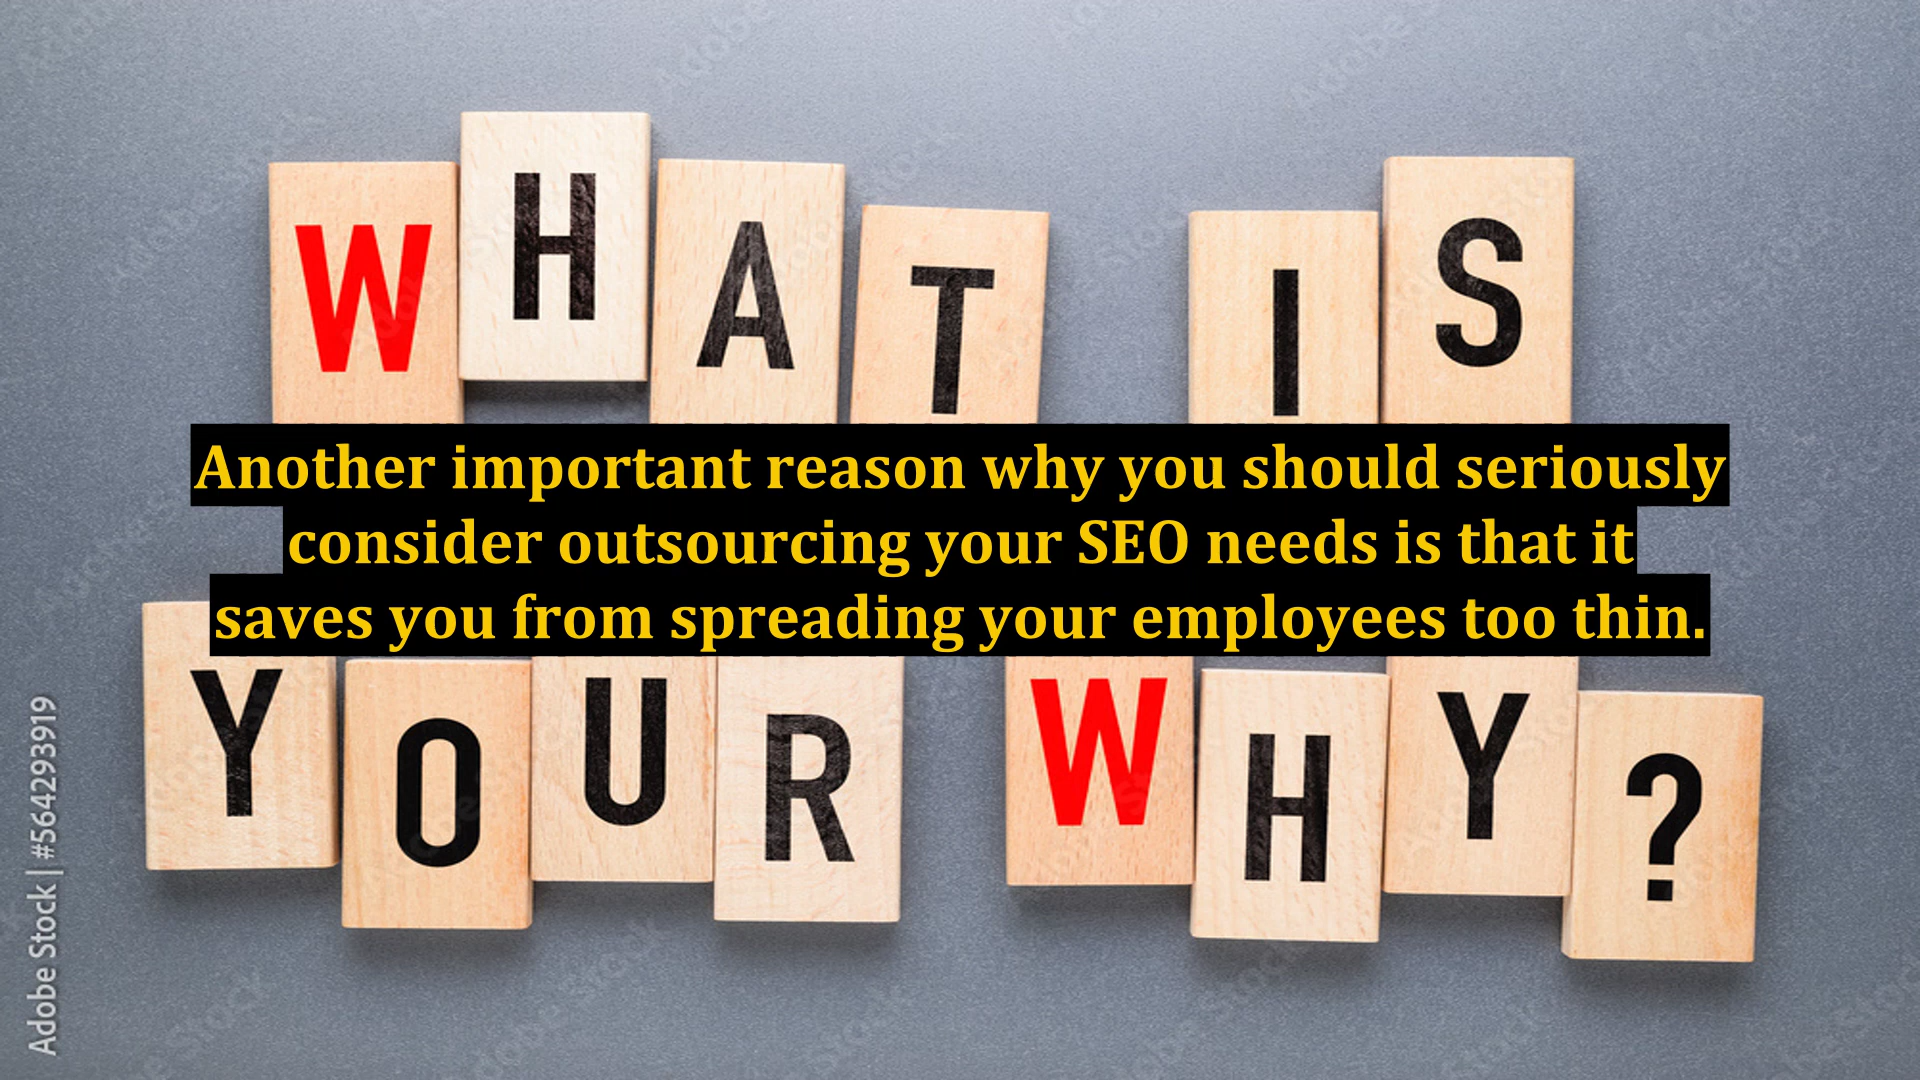 WHAT IS
Another important reason why you should seriously
consider outsourcing your SEO needs is that it
saves you from spreading your employees too thin.
YOUR WHY?
Adobe Stock | #564293919